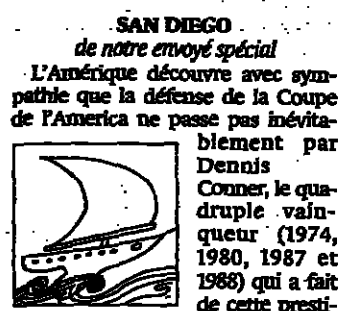 SAN DIEGO
de notre envoyé spécial
L'Amérique découvre avec sym-
pathie que la défense de la Coupe
de l'America ne passe pas inévita-
blement par
Dennis
Conner, le qua-
druple vain-
queur (1974,
1980, 1987 et
1988) qui a fait
de cette presti-